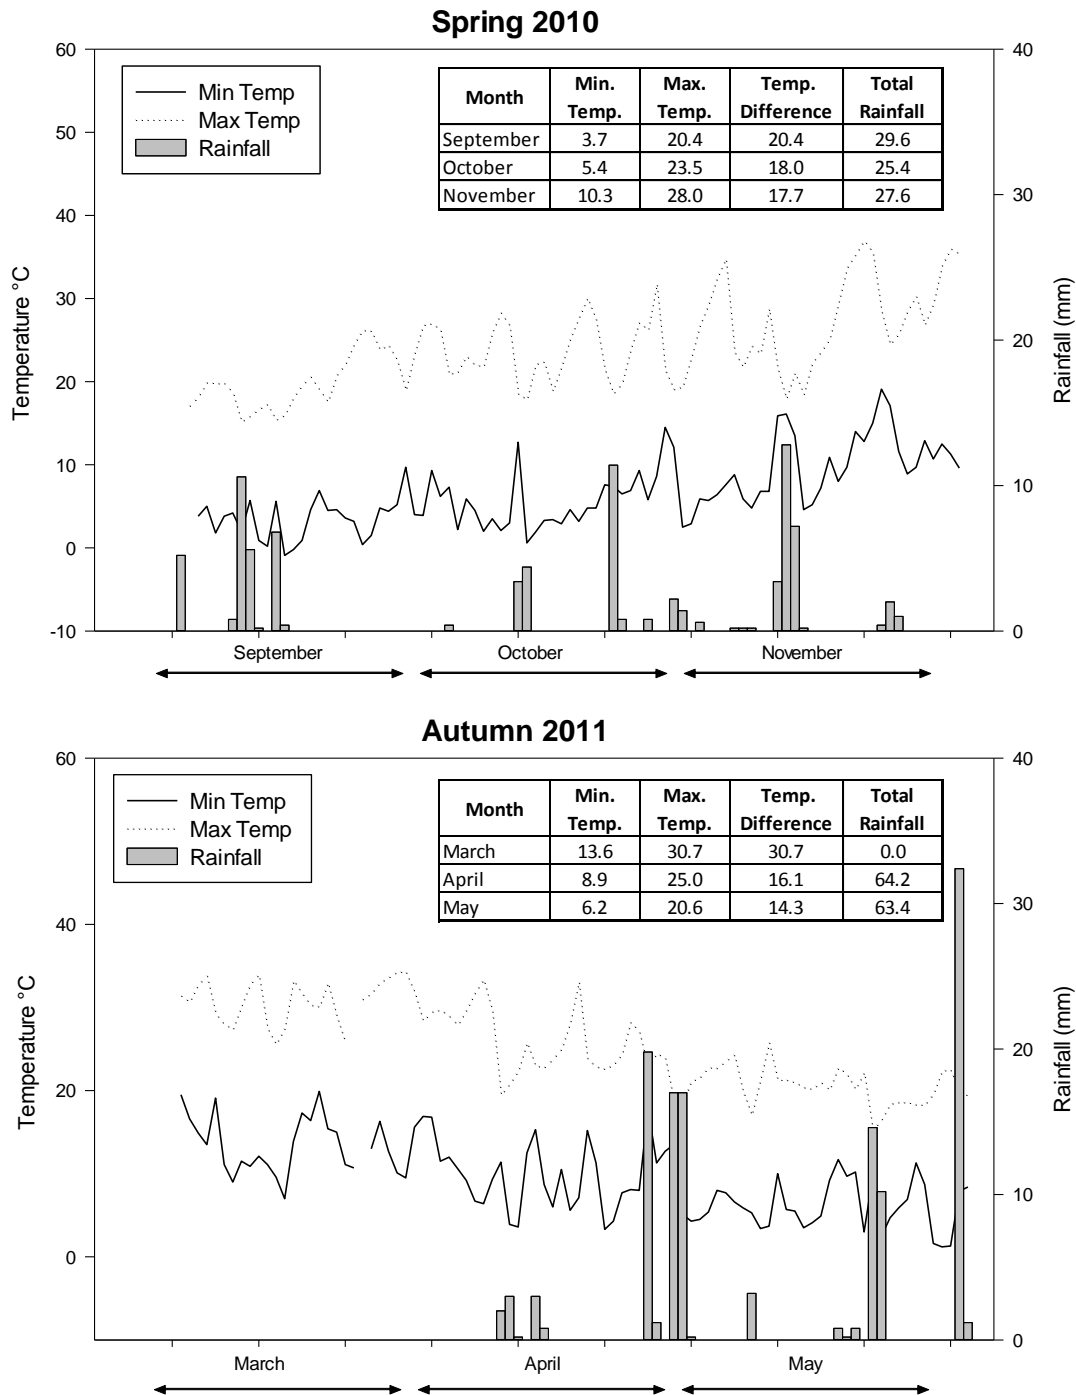 Spring 2010
60
50
40
30
20
10
0
-10
Temperature °C
40
30
20
10
0
Rainfall (mm)
Min Temp
Max Temp
Rainfall
Month Min. Temp. Max. Temp. Temp. Difference Total Rainfall
September 3.7 20.4 20.4 29.6
October 5.4 23.5 18.0 25.4
November 10.3 28.0 17.7 27.6
September October November
Autumn 2011
60
40
20
0
Temperature °C
40
30
20
10
0
Rainfall (mm)
Min Temp
Max Temp
Rainfall
Month Min. Temp. Max. Temp. Temp. Difference Total Rainfall
March 13.6 30.7 30.7 0.0
April 8.9 25.0 16.1 64.2
May 6.2 20.6 14.3 63.4
March April May